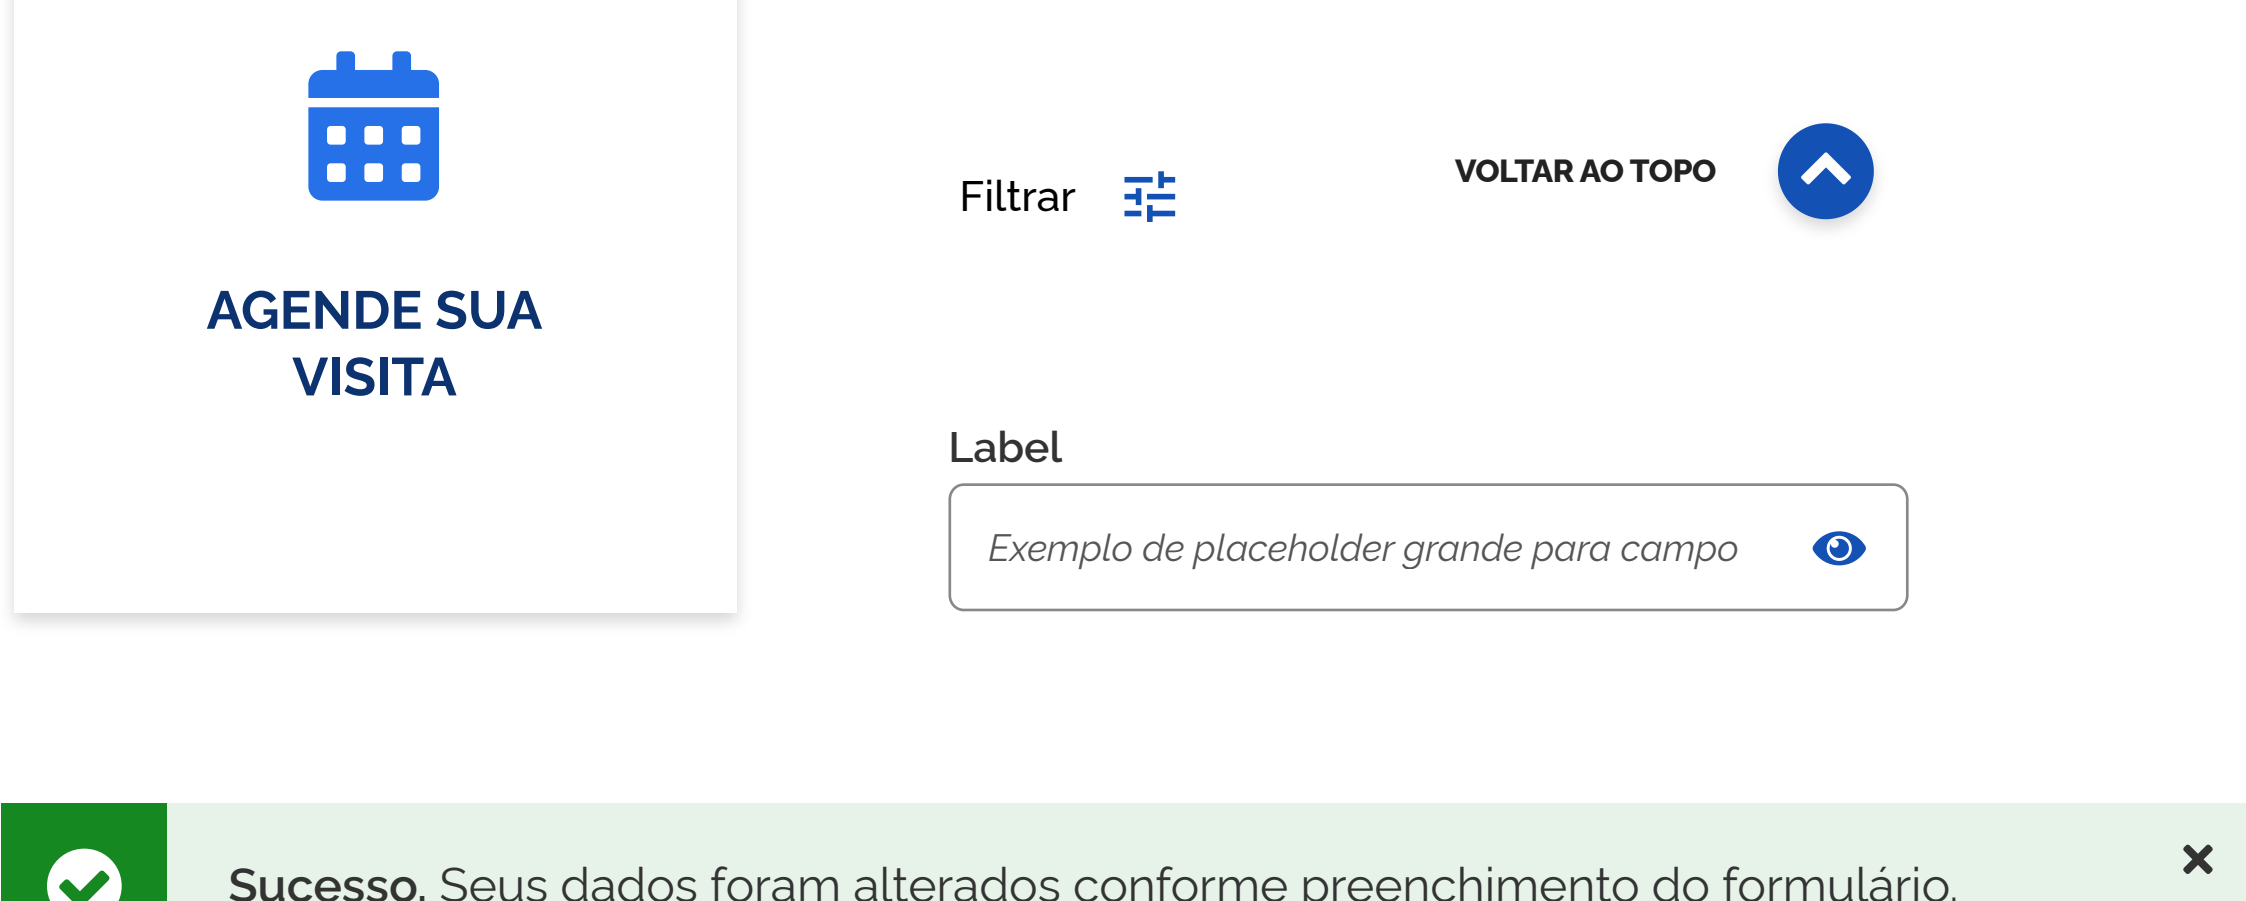 AGENDE SUA
VISITA
Filtrar
VOLTAR AO TOPO
Label
Exemplo de placeholder grande para campo
Sucesso. Seus dados foram alterados conforme preenchimento do formulário.